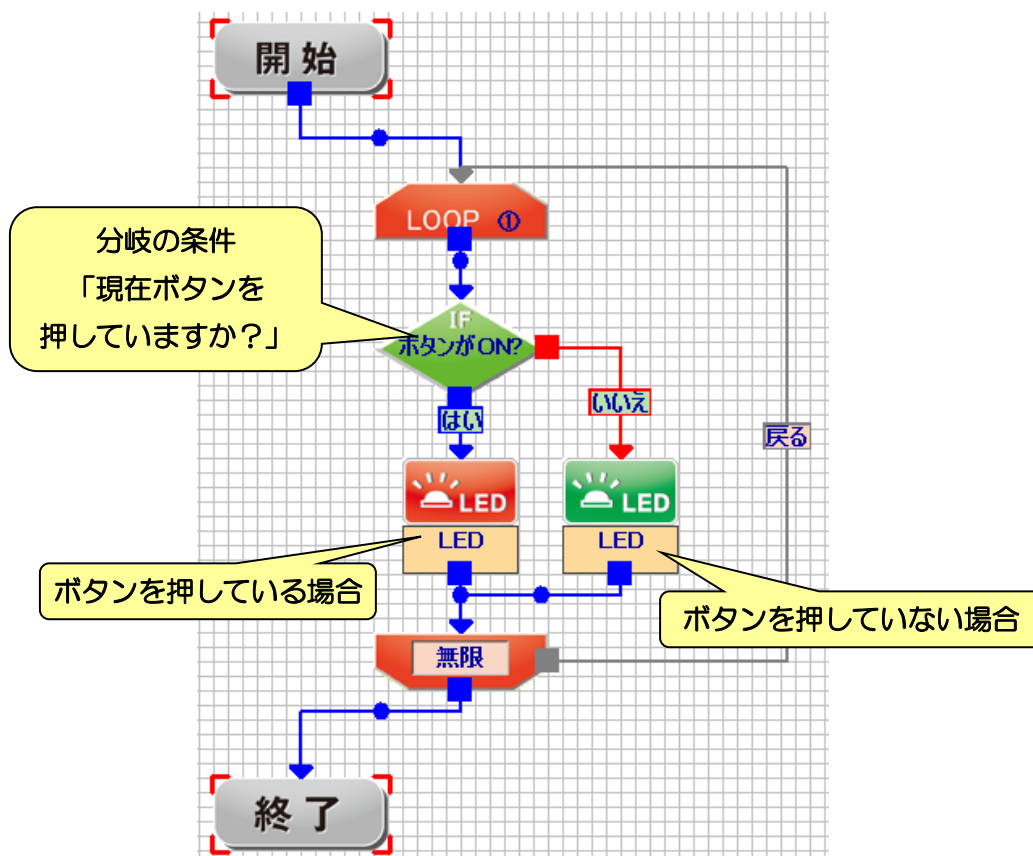 開始
LOOP ①
分岐の条件
「現在ボタンを
押していますか？」
IF
ボタンがON?
はい
いいえ
戻る
LED
LED
LED
LED
ボタンを押している場合
ボタンを押していない場合
無限
終了